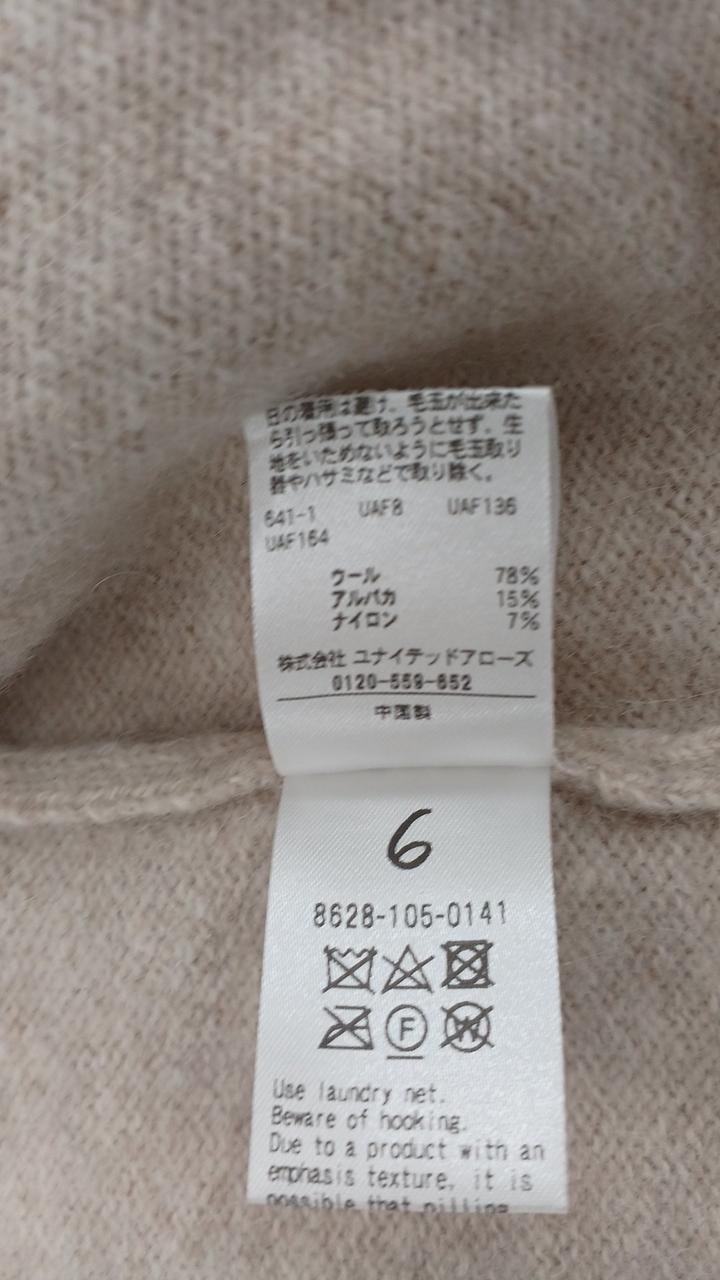 日の着用は避け、毛玉が出来た
ら引っ張って取ろうとせず、生
地をいためないように毛玉取り
器やハサミなどで取り除く。
641-1 UAF8 UAF136
UAF164
ウール 78%
アルパカ 15%
ナイロン 7%
株式会社 ユナイテッドアローズ
0120-559-652
中国製
6
8628-105-0141
F
W
Use laundry net.
Beware of hooking.
Due to a product with an
emphasis texture, it is
possible that pilling